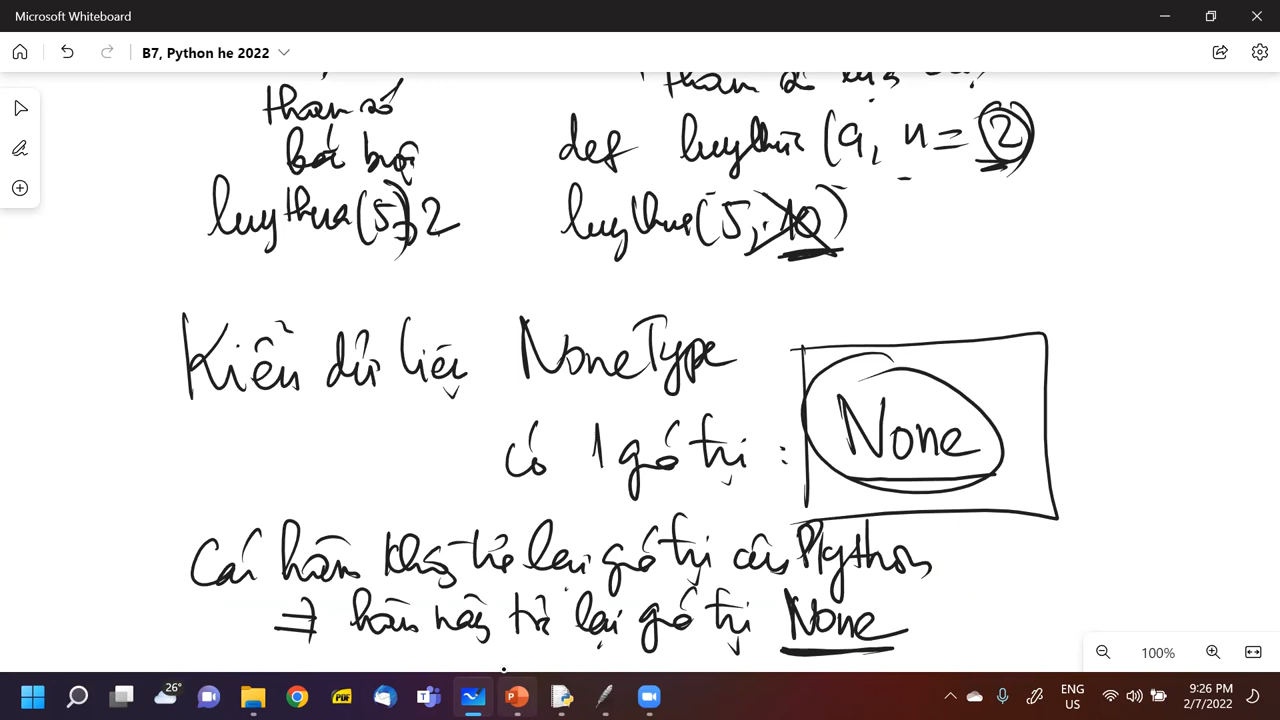 Microsoft Whiteboard
B7, Python he 2022
tham số
bắt buộc
luythua(5) 2
def luythua (a, n = 2)
luythua(5, 10)
Kiểu dữ liệu NoneType
có 1 giá trị : None
Các hàm không trả lại giá trị của Python
⇒ hàm này trả lại giá trị None
100%
26°
ENG
US
9:26 PM
2/7/2022